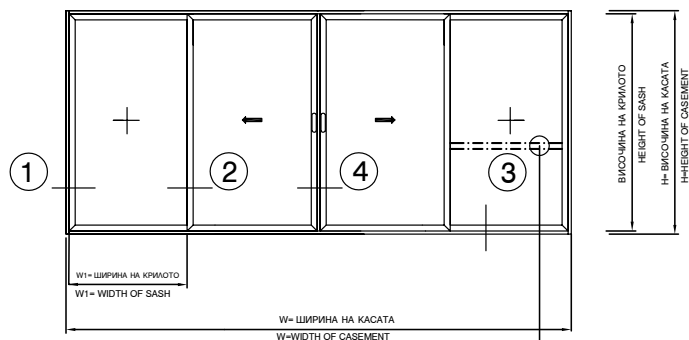 1
2
4
3
ВИСОЧИНА НА КРИЛОТО
HEIGHT OF SASH
H= ВИСОЧИНА НА КАСАТА
H=HEIGHT OF CASEMENT
W1= ШИРИНА НА КРИЛОТО
W1= WIDTH OF SASH
W= ШИРИНА НА КАСАТА
W=WIDTH OF CASEMENT